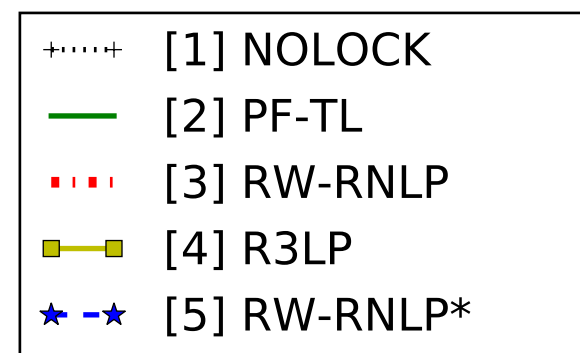 [1] NOLOCK
[2] PF-TL
[3] RW-RNLP
[4] R3LP
[5] RW-RNLP*